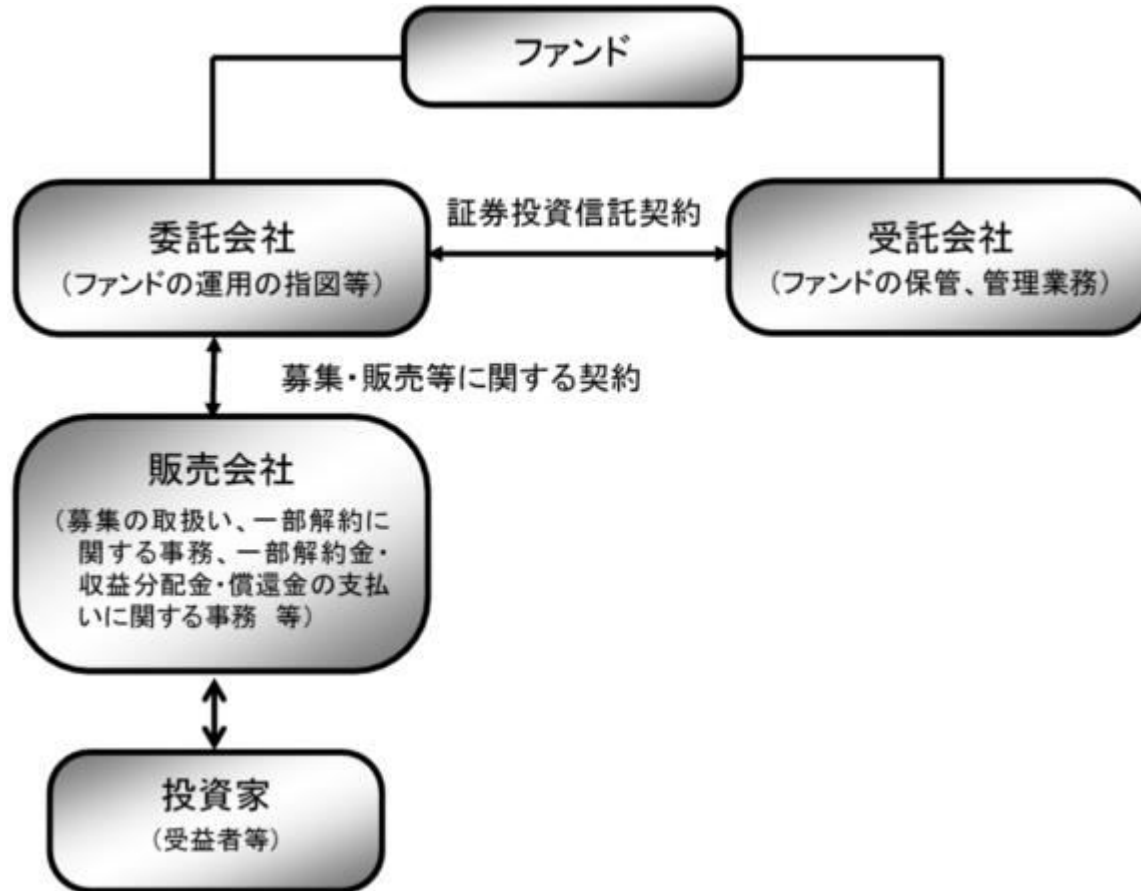 ファンド
委託会社
(ファンドの運用の指図等)
証券投資信託契約
受託会社
(ファンドの保管、管理業務)
募集・販売等に関する契約
販売会社
(募集の取扱い、一部解約に
関する事務、一部解約金・
収益分配金・償還金の支払
いに関する事務 等)
投資家
(受益者等)